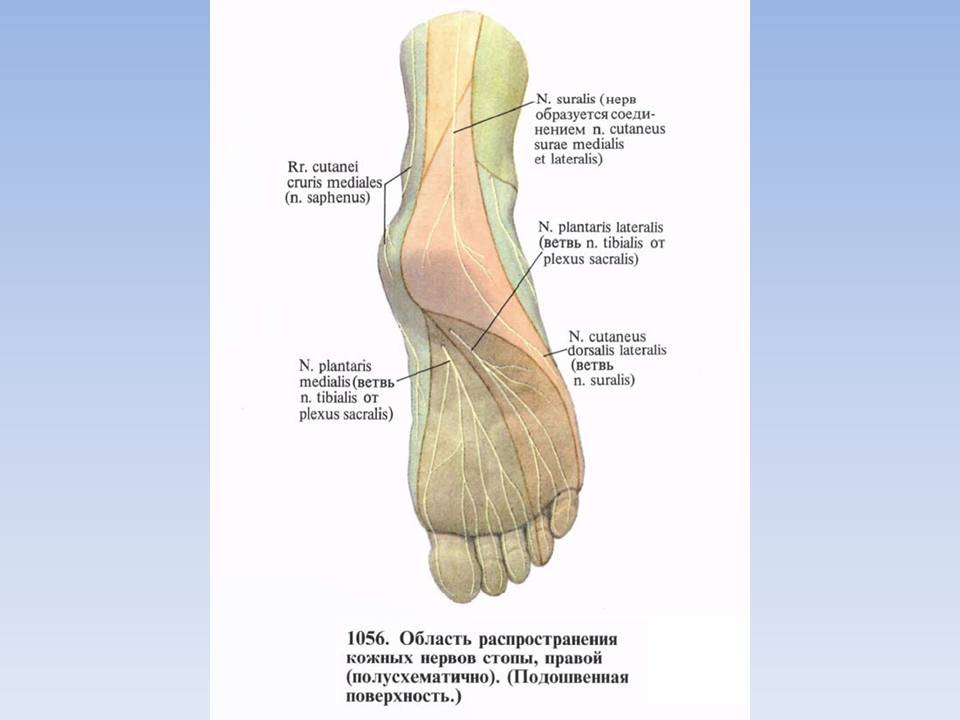 N. suralis (нерв
образуется соеди-
нением n. cutaneus
surae medialis
et lateralis)
Rr. cutanei
cruris mediales
(n. saphenus)
N. plantaris lateralis
(ветвь n. tibialis от
plexus sacralis)
N. cutaneus
dorsalis lateralis
(ветвь
n. suralis)
N. plantaris
medialis (ветвь
n. tibialis от
plexus sacralis)
1056. Область распространения
кожных нервов стопы, правой
(полусхематично). (Подошвенная
поверхность.)